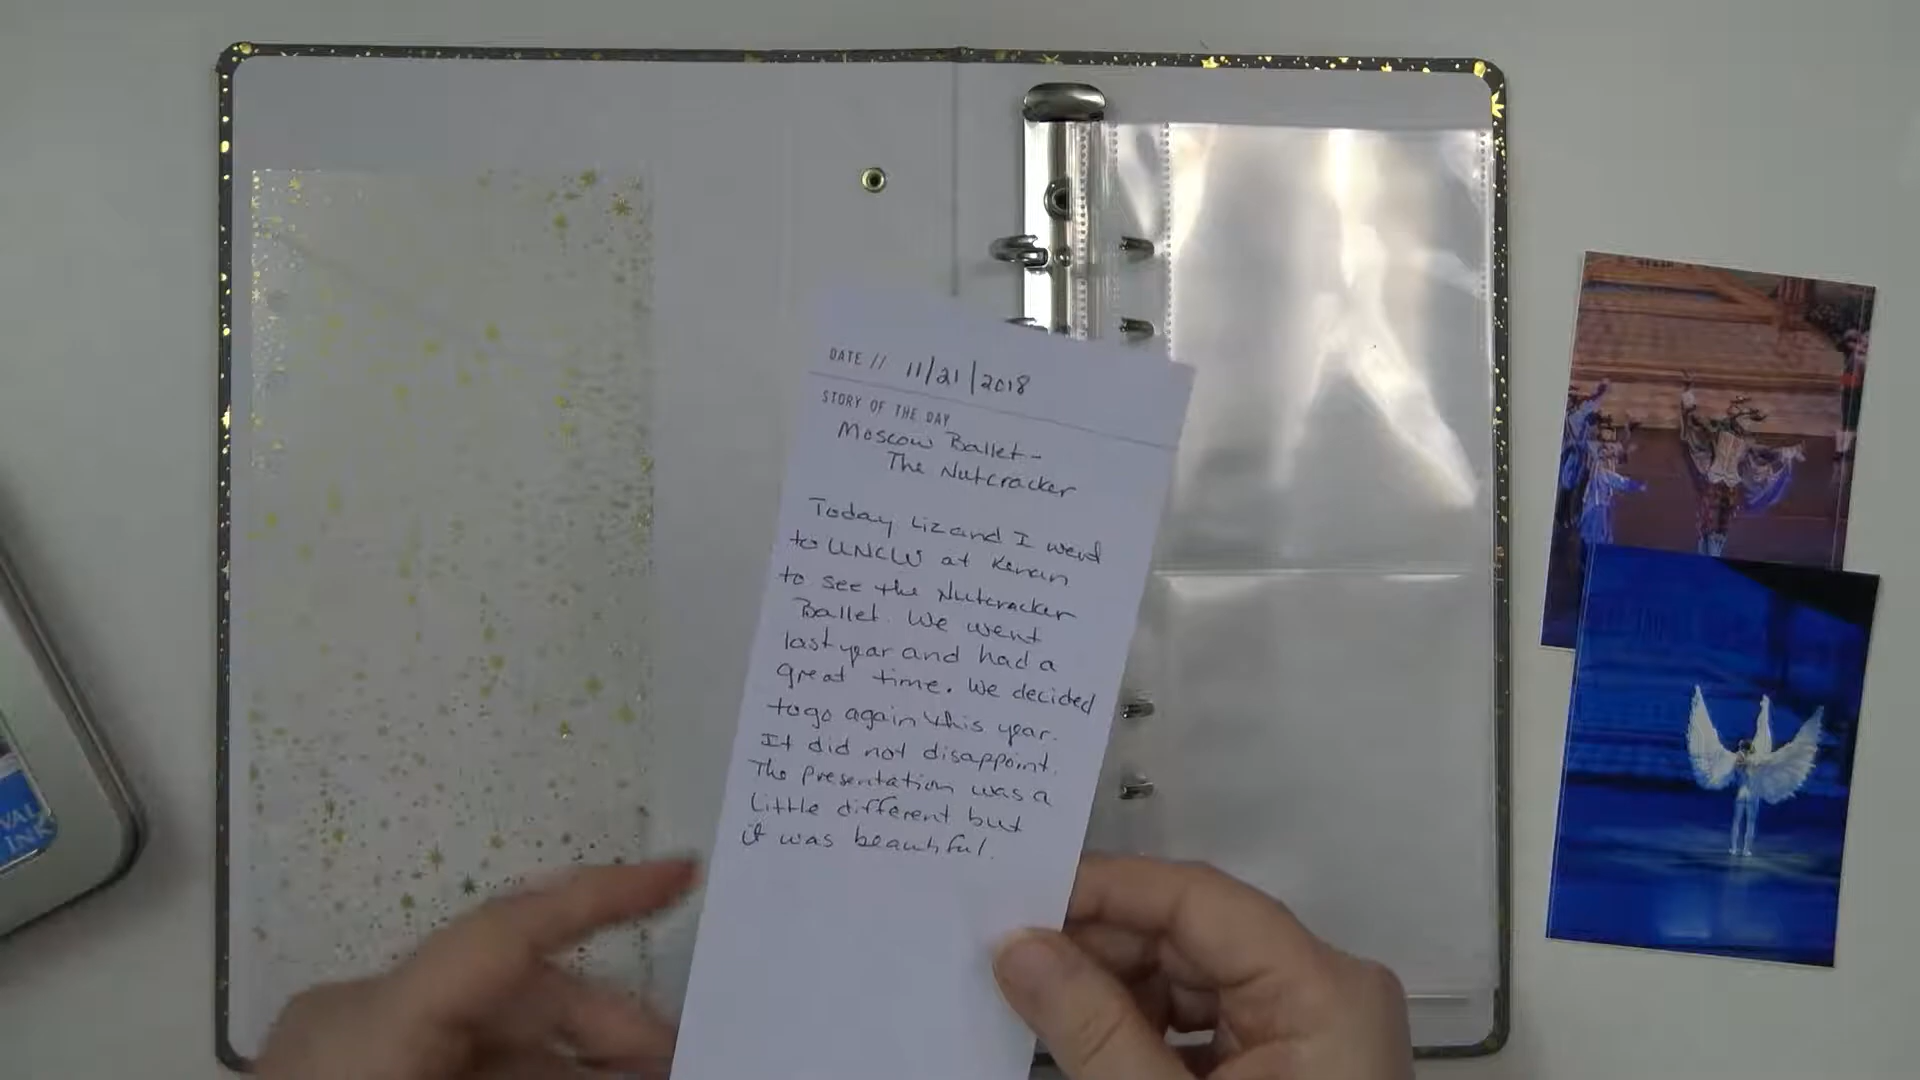 DATE // 11/21/2018
STORY OF THE DAY
Moscow Ballet -
The Nutcracker
Today Liz and I went
to UNCW at Kenan
to see the Nutcracker
Ballet. We went
last year and had a
great time. We decided
to go again this year.
It did not disappoint.
The presentation was a
little different but
it was beautiful.
VAL
INK